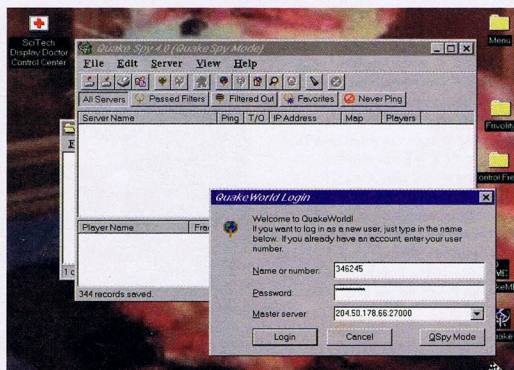 SciTech
Display Doctor
Control Center
Menu
Quake Spy 4.0 (QuakeSpy Mode)
File Edit Server View Help
All Servers Passed Filters Filtered Out Favorites Never Ping
Server Name Ping T/O IP Address Map Players
Frivolity
Player Name
344 records saved.
QuakeWorld Login
Welcome to QuakeWorld!
If you want to log in as a new user, just type in the name
below. If you already have an account, enter your user
number.
Name or number: 346245
Password:
Master server 204.50.178.66:27000
Login Cancel QSpy Mode